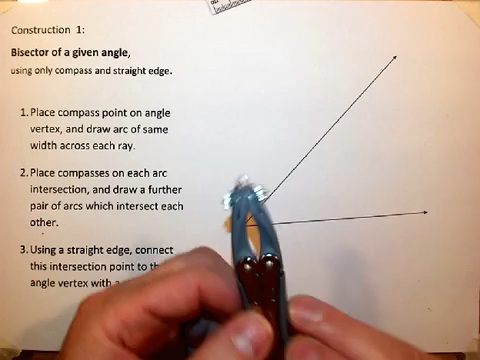 Construction 1:
Bisector of a given angle,
using only compass and straight edge.
1. Place compass point on angle
vertex, and draw arc of same
width across each ray.
2. Place compasses on each arc
intersection, and draw a further
pair of arcs which intersect each
other.
3. Using a straight edge, connect
this intersection point to
angle vertex with